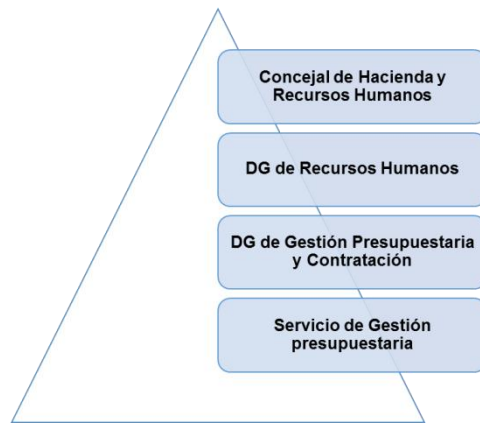 Concejal de Hacienda y
Recursos Humanos
DG de Recursos Humanos
DG de Gestión Presupuestaria
y Contratación
Servicio de Gestión
presupuestaria